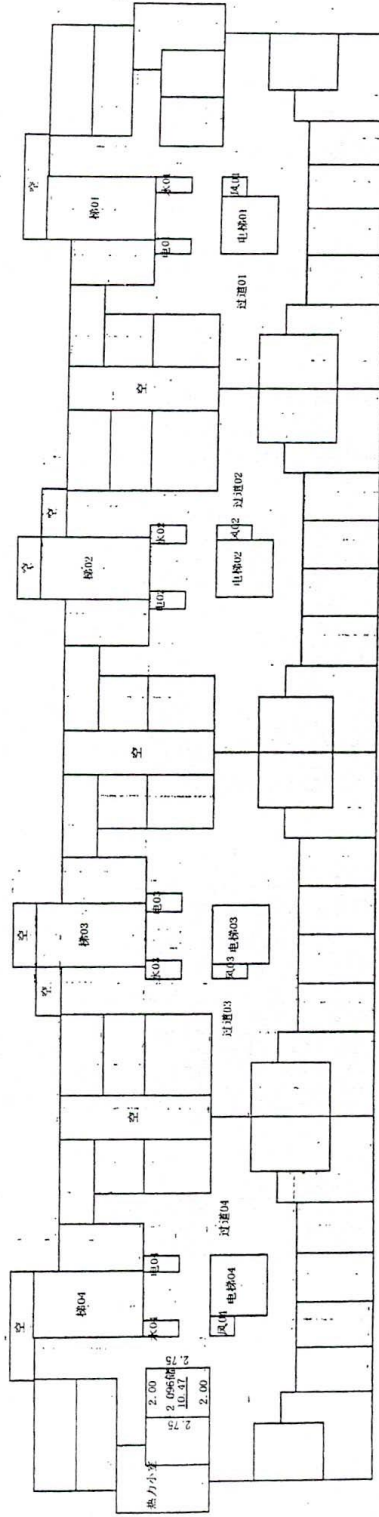 空
梯01
水01
风01
电梯01
过道01
空
空
空
梯02
水02
电02
风02
电梯02
过道02
空
空
空
梯03
电03
水03
电梯03
风03
过道03
空
空
梯04
电04
水04
电梯04
风04
过道04
2.75
2.00
10.47
2.00
2.75
热力小室